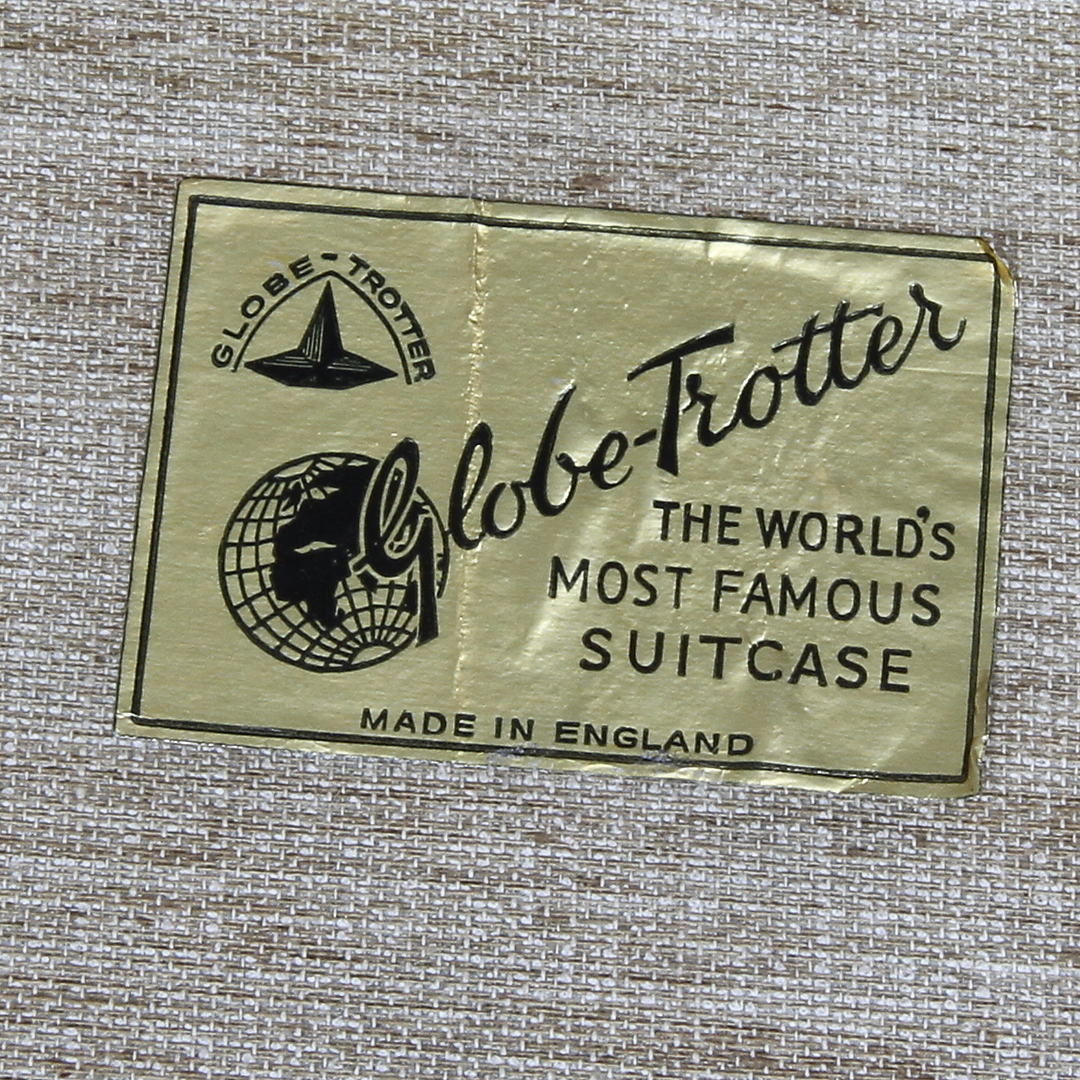 GLOBE-TROTTER
Globe-Trotter
THE WORLD'S
MOST FAMOUS
SUITCASE
MADE IN ENGLAND